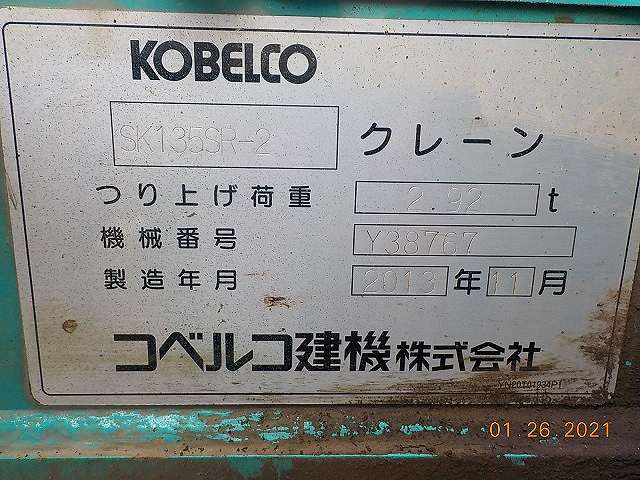 KOBELCO
SK135SR-2 クレーン
つり上げ荷重 2.92 t
機械番号 Y38767
製造年月 2013 年 11 月
コベルコ建機株式会社
YN20T01934P1
01 26 2021